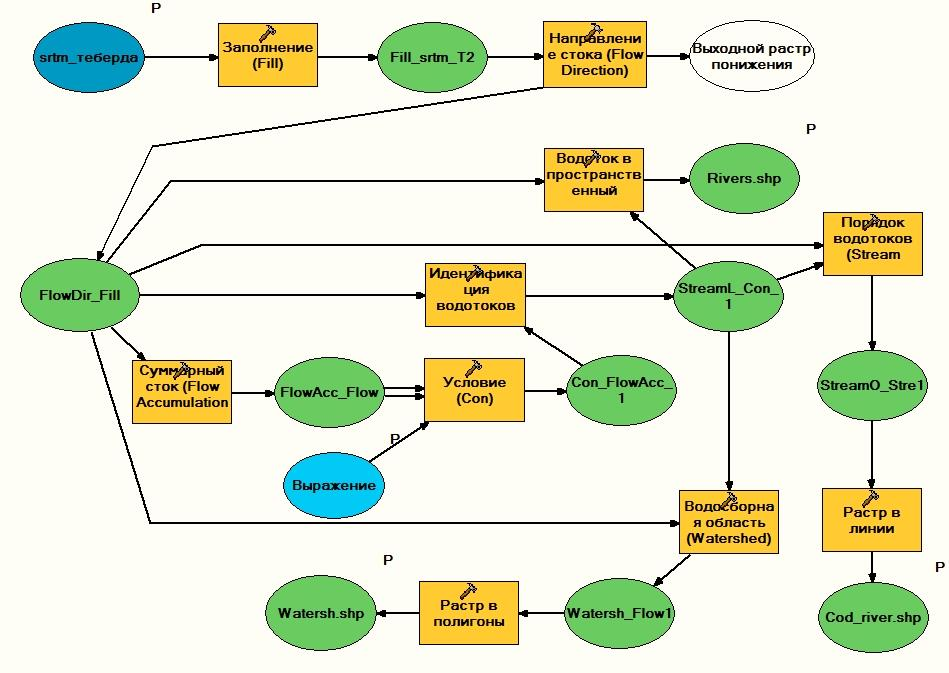 P
srtm_теберда
Заполнение
(Fill)
Fill_srtm_T2
Направлени
е стока (Flow
Direction)
Выходной растр
понижения
P
Водоток в
пространств
енный
Rivers.shp
Порядок
водотоков
(Stream
FlowDir_Fill
Идентифика
ция
водотоков
StreamL_Con_
1
Суммарный
сток (Flow
Accumulation
FlowAcc_Flow
Условие
(Con)
Con_FlowAcc_
1
StreamO_Stre1
P
Выражение
Водосборна
я область
(Watershed)
Растр в
линии
P
P
Watersh.shp
Растр в
полигоны
Watersh_Flow1
Cod_river.shp